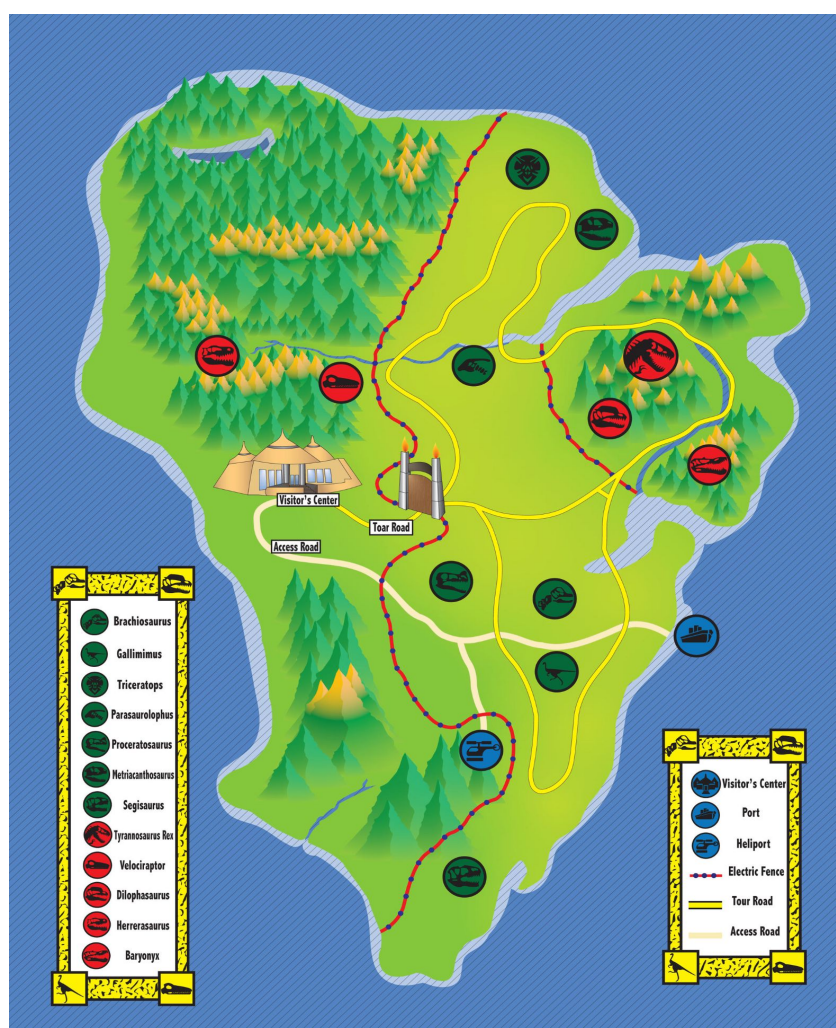 Visitor's Center
Toar Road
Access Road
Brachiosaurus
Gallimimus
Triceratops
Parasaurolophus
Proceratosaurus
Metriacanthosaurus
Segisaurus
Tyrannosaurus Rex
Velociraptor
Dilophasaurus
Herrerasaurus
Baryonyx
Visitor's Center
Port
Heliport
Electric Fence
Tour Road
Access Road